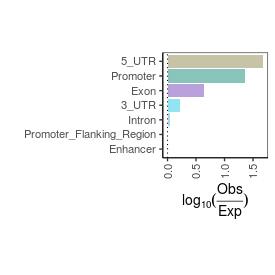 5_UTR
Promoter
Exon
3_UTR
Intron
Promoter_Flanking_Region
Enhancer
0.0 0.5 1.0 1.5
log10(Obs/Exp)